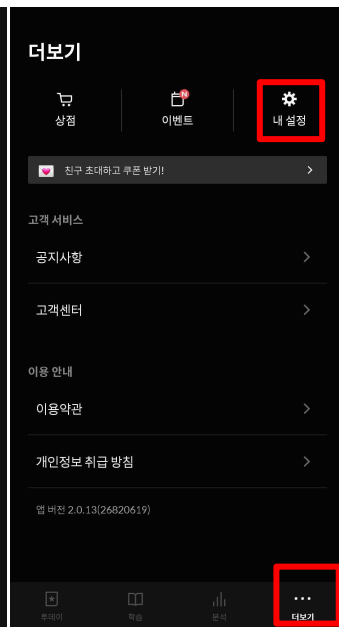 더보기
상점
N
이벤트
내 설정
친구 초대하고 쿠폰 받기!
고객 서비스
공지사항
고객센터
이용 안내
이용약관
개인정보 취급 방침
앱 버전 2.0.13(26820619)
투데이
학습
분석
더보기